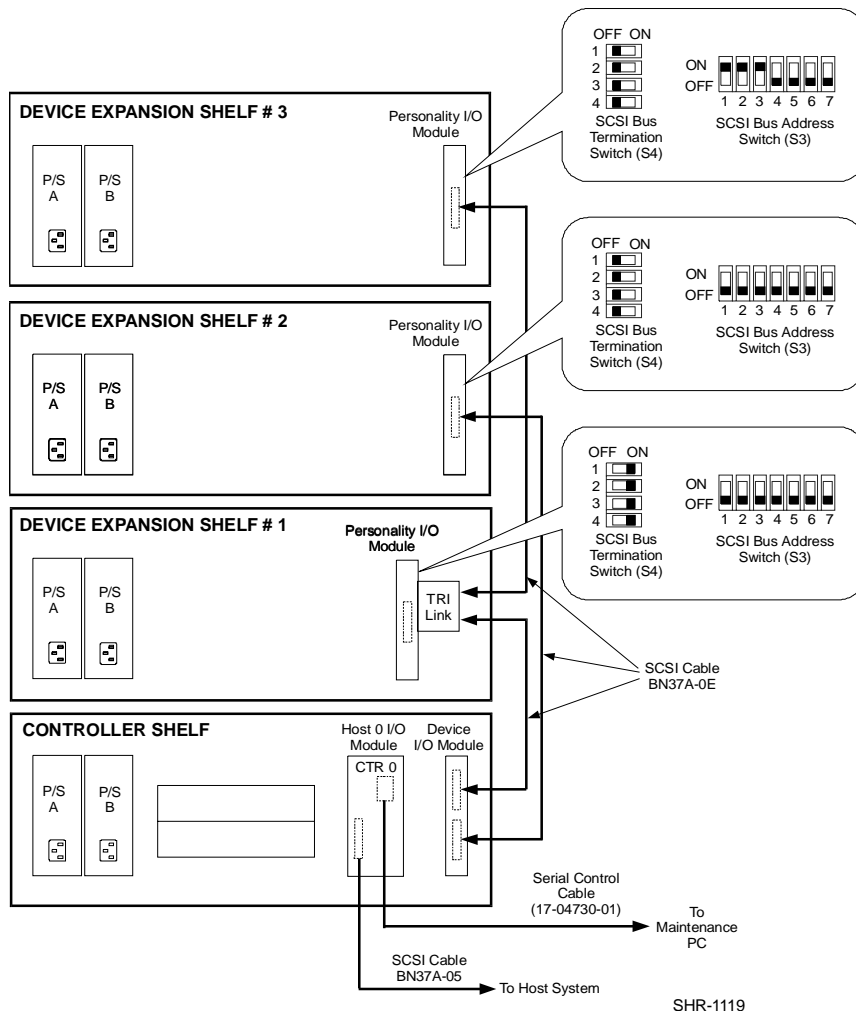 DEVICE EXPANSION SHELF # 3
Personality I/O
Module
P/S
A
P/S
B
OFF ON
1
2
3
4
SCSI Bus
Termination
Switch (S4)
ON
OFF
1 2 3 4 5 6 7
SCSI Bus Address
Switch (S3)
DEVICE EXPANSION SHELF # 2
Personality I/O
Module
P/S
A
P/S
B
OFF ON
1
2
3
4
SCSI Bus
Termination
Switch (S4)
ON
OFF
1 2 3 4 5 6 7
SCSI Bus Address
Switch (S3)
DEVICE EXPANSION SHELF # 1
Personality I/O
Module
P/S
A
P/S
B
TRI
Link
OFF ON
1
2
3
4
SCSI Bus
Termination
Switch (S4)
ON
OFF
1 2 3 4 5 6 7
SCSI Bus Address
Switch (S3)
SCSI Cable
BN37A-0E
CONTROLLER SHELF
Host 0 I/O
Module
Device
I/O Module
CTR 0
P/S
A
P/S
B
Serial Control
Cable
(17-04730-01)
To
Maintenance
PC
SCSI Cable
BN37A-05
To Host System
SHR-1119